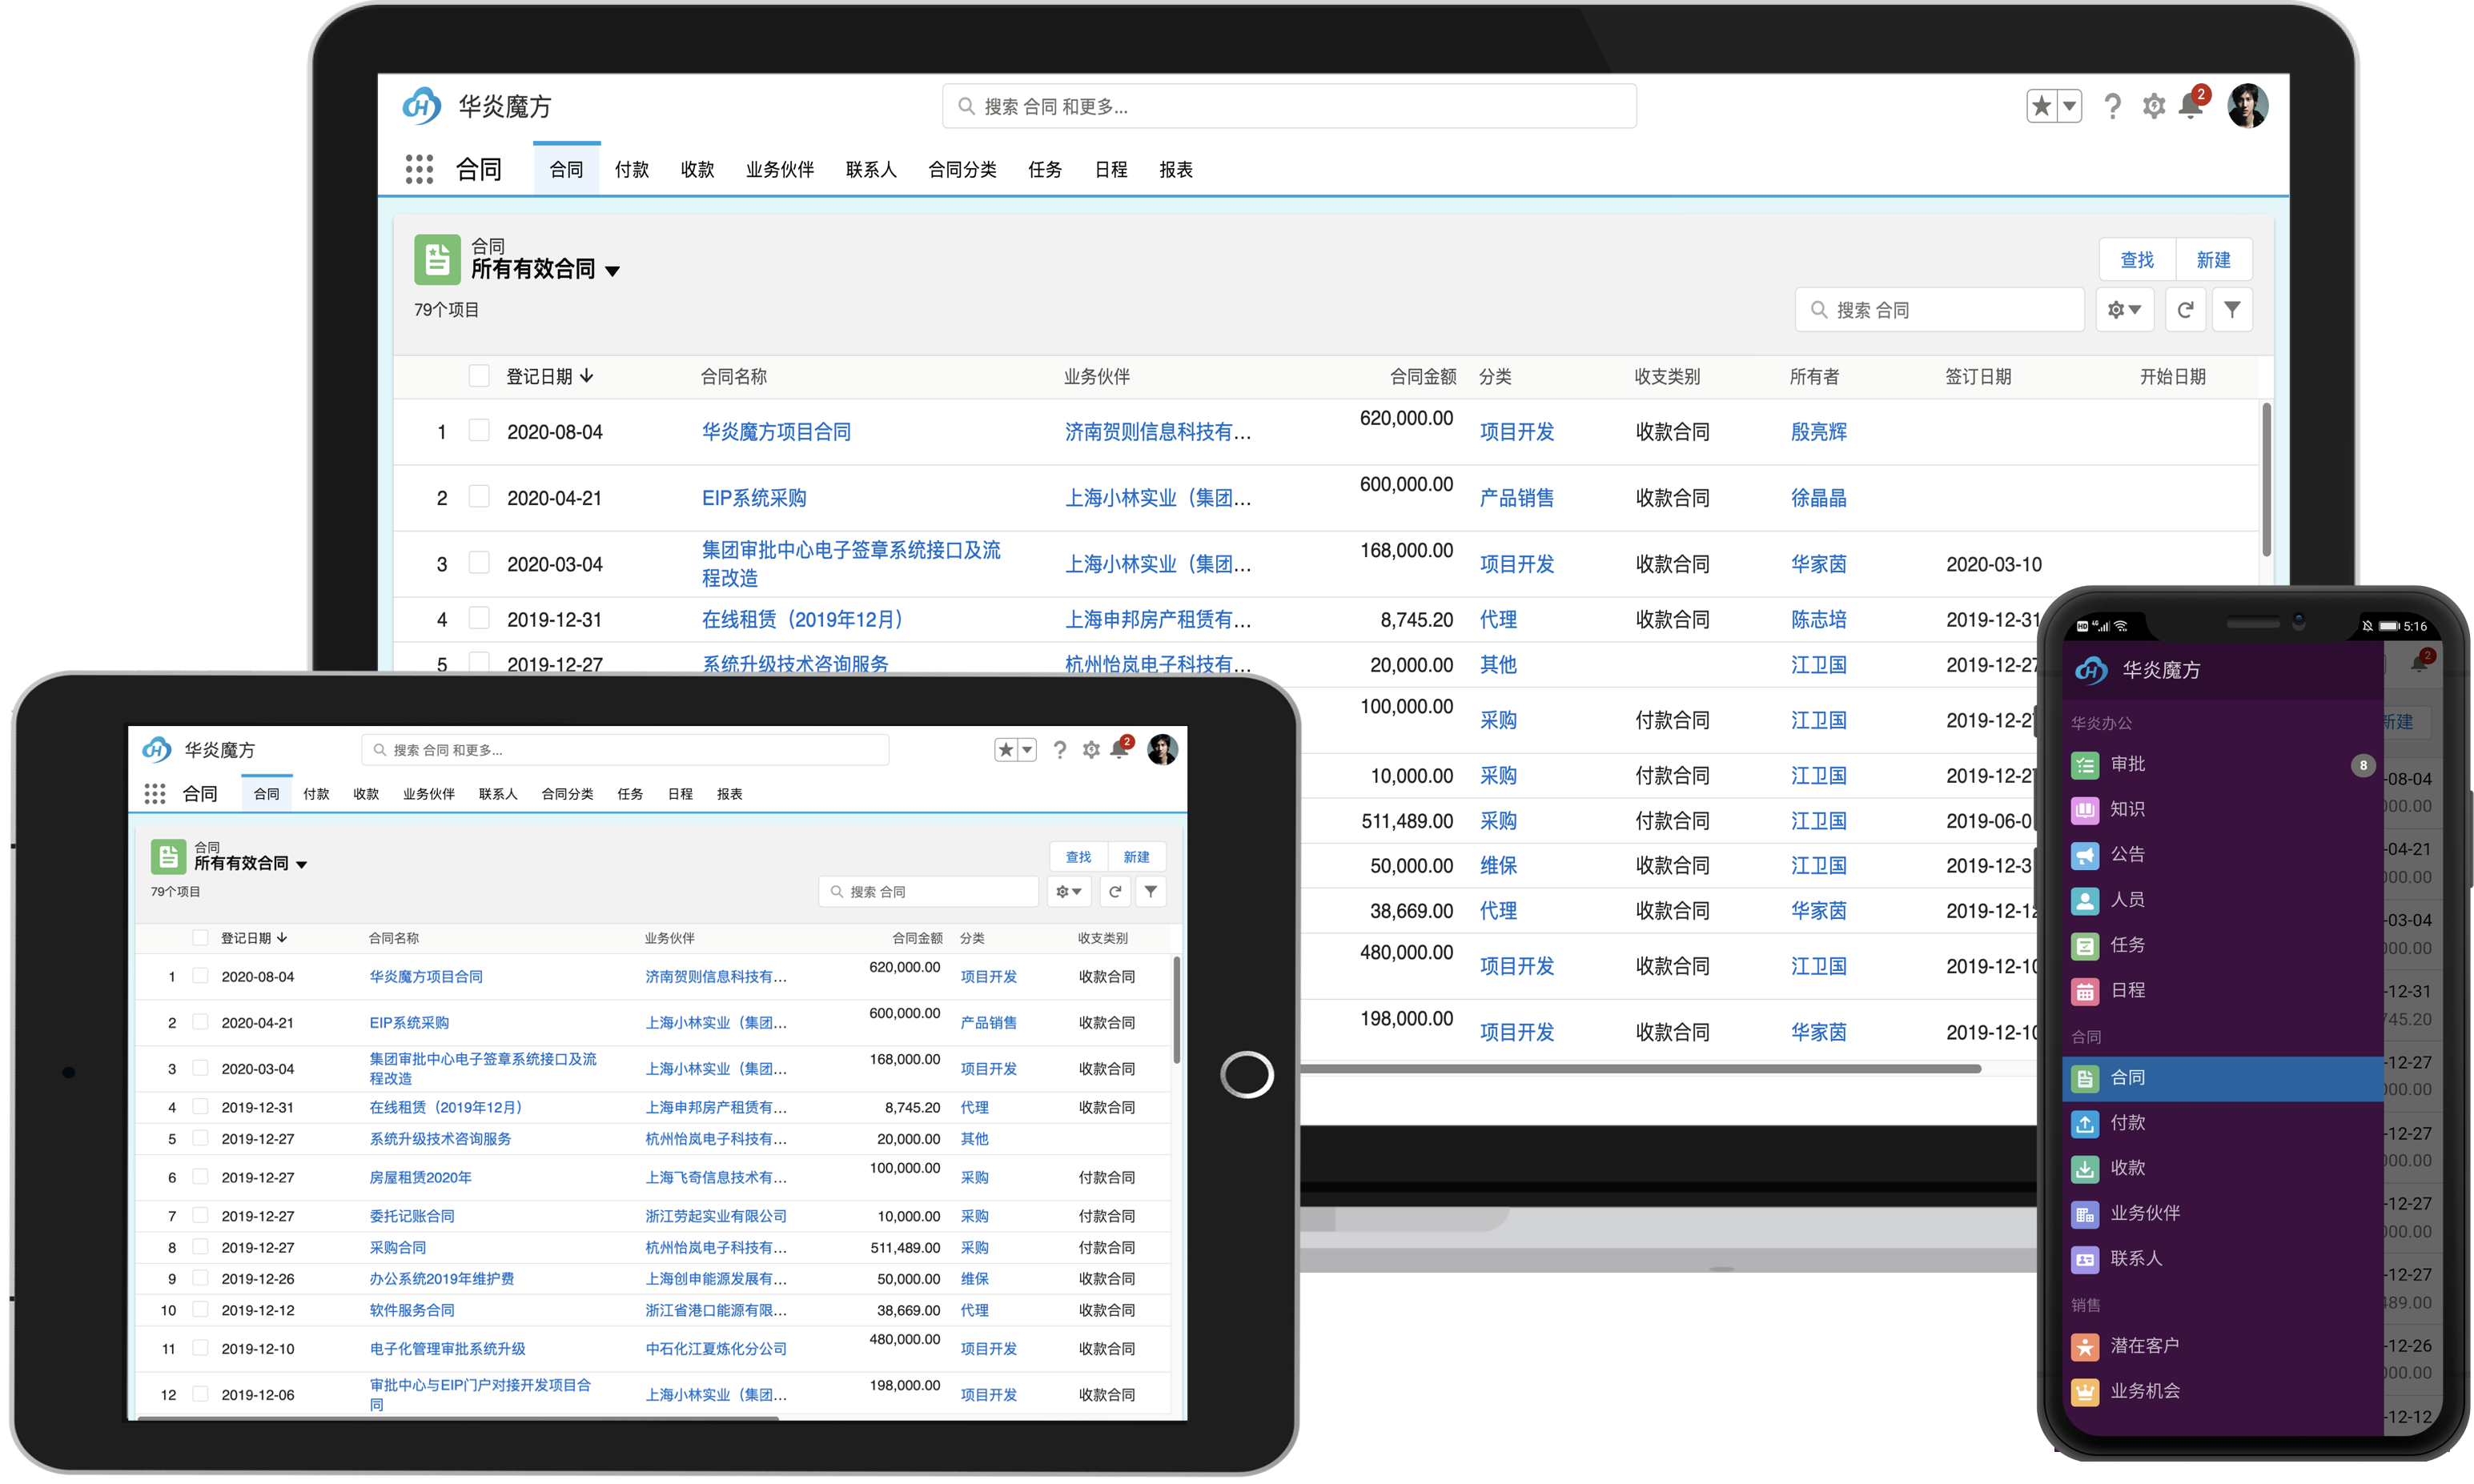 华炎魔方
搜索 合同 和更多...
2
合同 合同 付款 收款 业务伙伴 联系人 合同分类 任务 日程 报表
合同
所有有效合同
79个项目
查找 新建
搜索 合同
登记日期 合同名称 业务伙伴 合同金额 分类 收支类别 所有者 签订日期 开始日期
1 2020-08-04 华炎魔方项目合同 济南贺则信息科技有... 620,000.00 项目开发 收款合同 殷亮辉
2 2020-04-21 EIP系统采购 上海小林实业（集团... 600,000.00 产品销售 收款合同 徐晶晶
3 2020-03-04 集团审批中心电子签章系统接口及流 上海小林实业（集团... 168,000.00 项目开发 收款合同 华家茵 2020-03-10
程改造
4 2019-12-31 在线租赁（2019年12月） 上海申邦房产租赁有... 8,745.20 代理 收款合同 陈志培 2019-12-31
5 2019-12-27 系统升级技术咨询服务 杭州怡岚电子科技有... 20,000.00 其他 江卫国 2019-12-27
100,000.00 采购 付款合同 江卫国 2019-12-27
10,000.00 采购 付款合同 江卫国 2019-12-27
511,489.00 采购 付款合同 江卫国 2019-06-0
50,000.00 维保 收款合同 江卫国 2019-12-3
38,669.00 代理 收款合同 华家茵 2019-12-12
480,000.00 项目开发 收款合同 江卫国 2019-12-10
198,000.00 项目开发 收款合同 华家茵 2019-12-10
华炎魔方
搜索 合同 和更多...
2
合同 合同 付款 收款 业务伙伴 联系人 合同分类 任务 日程 报表
合同
所有有效合同
79个项目
查找 新建
搜索 合同
登记日期 合同名称 业务伙伴 合同金额 分类 收支类别
1 2020-08-04 华炎魔方项目合同 济南贺则信息科技有... 620,000.00 项目开发 收款合同
2 2020-04-21 EIP系统采购 上海小林实业（集团... 600,000.00 产品销售 收款合同
3 2020-03-04 集团审批中心电子签章系统接口及流 上海小林实业（集团... 168,000.00 项目开发 收款合同
程改造
4 2019-12-31 在线租赁（2019年12月） 上海申邦房产租赁有... 8,745.20 代理 收款合同
5 2019-12-27 系统升级技术咨询服务 杭州怡岚电子科技有... 20,000.00 其他
6 2019-12-27 房屋租赁2020年 上海飞奇信息技术有... 100,000.00 采购 付款合同
7 2019-12-27 委托记账合同 浙江劳起实业有限公司 10,000.00 采购 付款合同
8 2019-12-27 采购合同 杭州怡岚电子科技有... 511,489.00 采购 付款合同
9 2019-12-26 办公系统2019年维护费 上海创申能源发展有... 50,000.00 维保 收款合同
10 2019-12-12 软件服务合同 浙江省港口能源有限... 38,669.00 代理 收款合同
11 2019-12-10 电子化管理审批系统升级 中石化江夏炼化分公司 480,000.00 项目开发 收款合同
12 2019-12-06 审批中心与EIP门户对接开发项目合 上海小林实业（集团... 198,000.00 项目开发 收款合同
同
HD 4G 5:16
华炎魔方 2
华炎办公 新建
审批 8
-08-04
知识 000.00
公告 -04-21
000.00
人员 -03-04
任务 000.00
日程 -12-31
745.20
合同
-12-27
合同 000.00
付款 -12-27
收款 000.00
-12-27
业务伙伴 000.00
联系人 -12-27
489.00
销售
潜在客户 -12-26
000.00
业务机会
-12-12